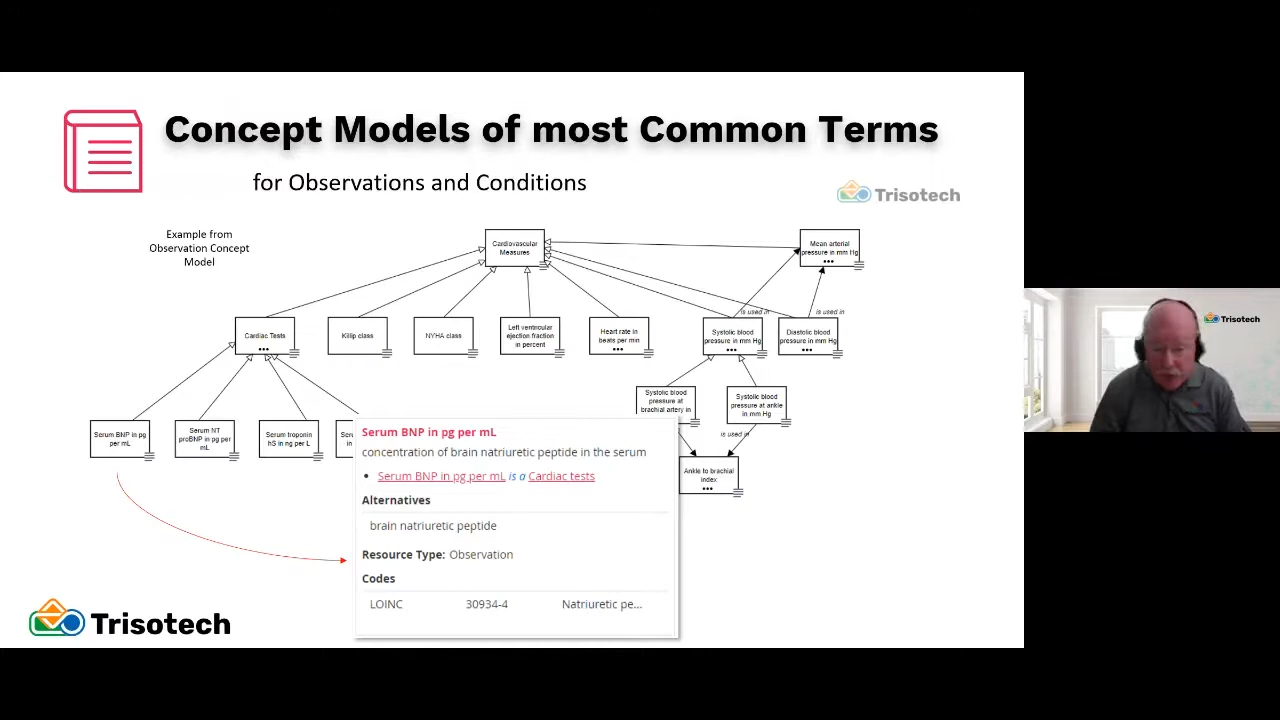 Concept Models of most Common Terms
for Observations and Conditions
Trisotech
Example from
Observation Concept
Model
Cardiovascular
Measures
Mean arterial
pressure in mm Hg
Cardiac Tests
Killip class
NYHA class
Left ventricular
ejection fraction
in percent
Heart rate in
beats per min
is used in
is used in
Systolic blood
pressure in mm Hg
Diastolic blood
pressure in mm Hg
Systolic blood
pressure at
brachial artery in
Systolic blood
pressure at ankle
in mm Hg
is used in
Serum BNP in pg
per mL
Serum NT
proBNP in pg per
mL
Serum troponin
hS in ng per L
Ankle to brachial
index
Serum BNP in pg per mL
concentration of brain natriuretic peptide in the serum
Serum BNP in pg per mL is a Cardiac tests
Alternatives
brain natriuretic peptide
Resource Type: Observation
Codes
LOINC 30934-4 Natriuretic pe...
Trisotech
Trisotech